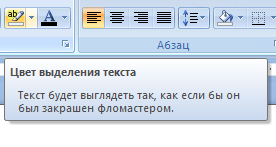 ab
A
Абзац
Цвет выделения текста
Текст будет выглядеть так, как если бы он
был закрашен фломастером.